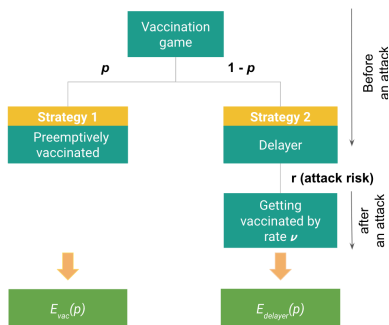 Vaccination
game
p
1 - p
Before
an attack
Strategy 1
Preemptively
vaccinated
Strategy 2
Delayer
r (attack risk)
Getting
vaccinated by
rate ν
after
an attack
E_vac(p)
E_delayer(p)